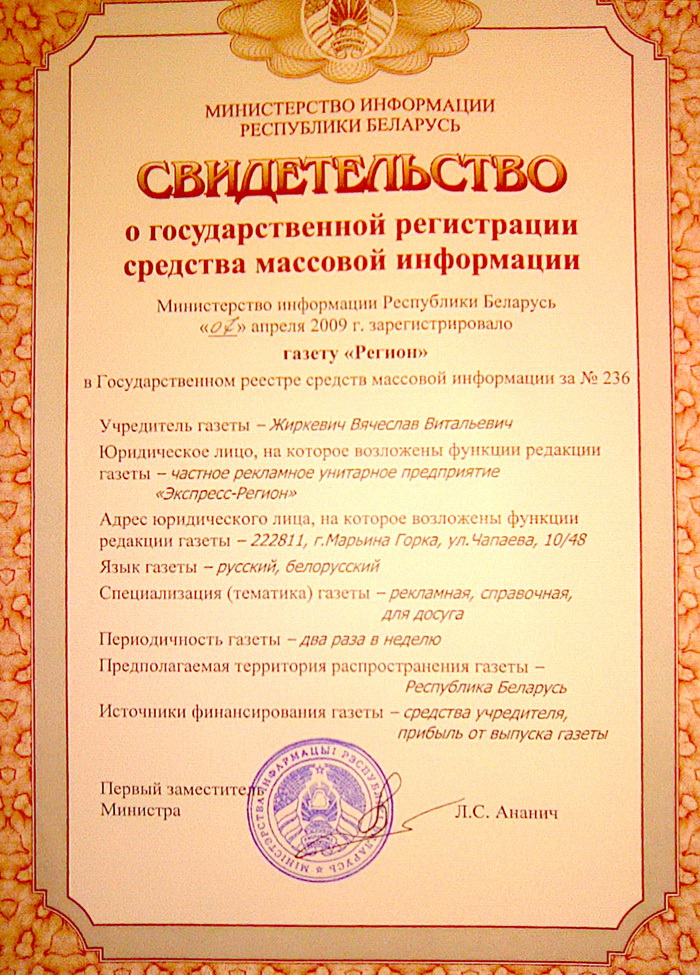 МИНИСТЕРСТВО ИНФОРМАЦИИ
РЕСПУБЛИКИ БЕЛАРУСЬ
СВИДЕТЕЛЬСТВО
о государственной регистрации
средства массовой информации
Министерство информации Республики Беларусь
«07» апреля 2009 г. зарегистрировало
газету «Регион»
в Государственном реестре средств массовой информации за № 236
Учредитель газеты – Жиркевич Вячеслав Витальевич
Юридическое лицо, на которое возложены функции редакции
газеты – частное рекламное унитарное предприятие
«Экспресс-Регион»
Адрес юридического лица, на которое возложены функции
редакции газеты – 222811, г.Марьина Горка, ул.Чапаева, 10/48
Язык газеты – русский, белорусский
Специализация (тематика) газеты – рекламная, справочная,
для досуга
Периодичность газеты – два раза в неделю
Предполагаемая территория распространения газеты –
Республика Беларусь
Источники финансирования газеты – средства учредителя,
прибыль от выпуска газеты
Первый заместитель
Министра
Л.С. Ананич
МІНІСТЭРСТВА ІНФАРМАЦЫІ РЭСПУБЛІКІ БЕЛАРУСЬ